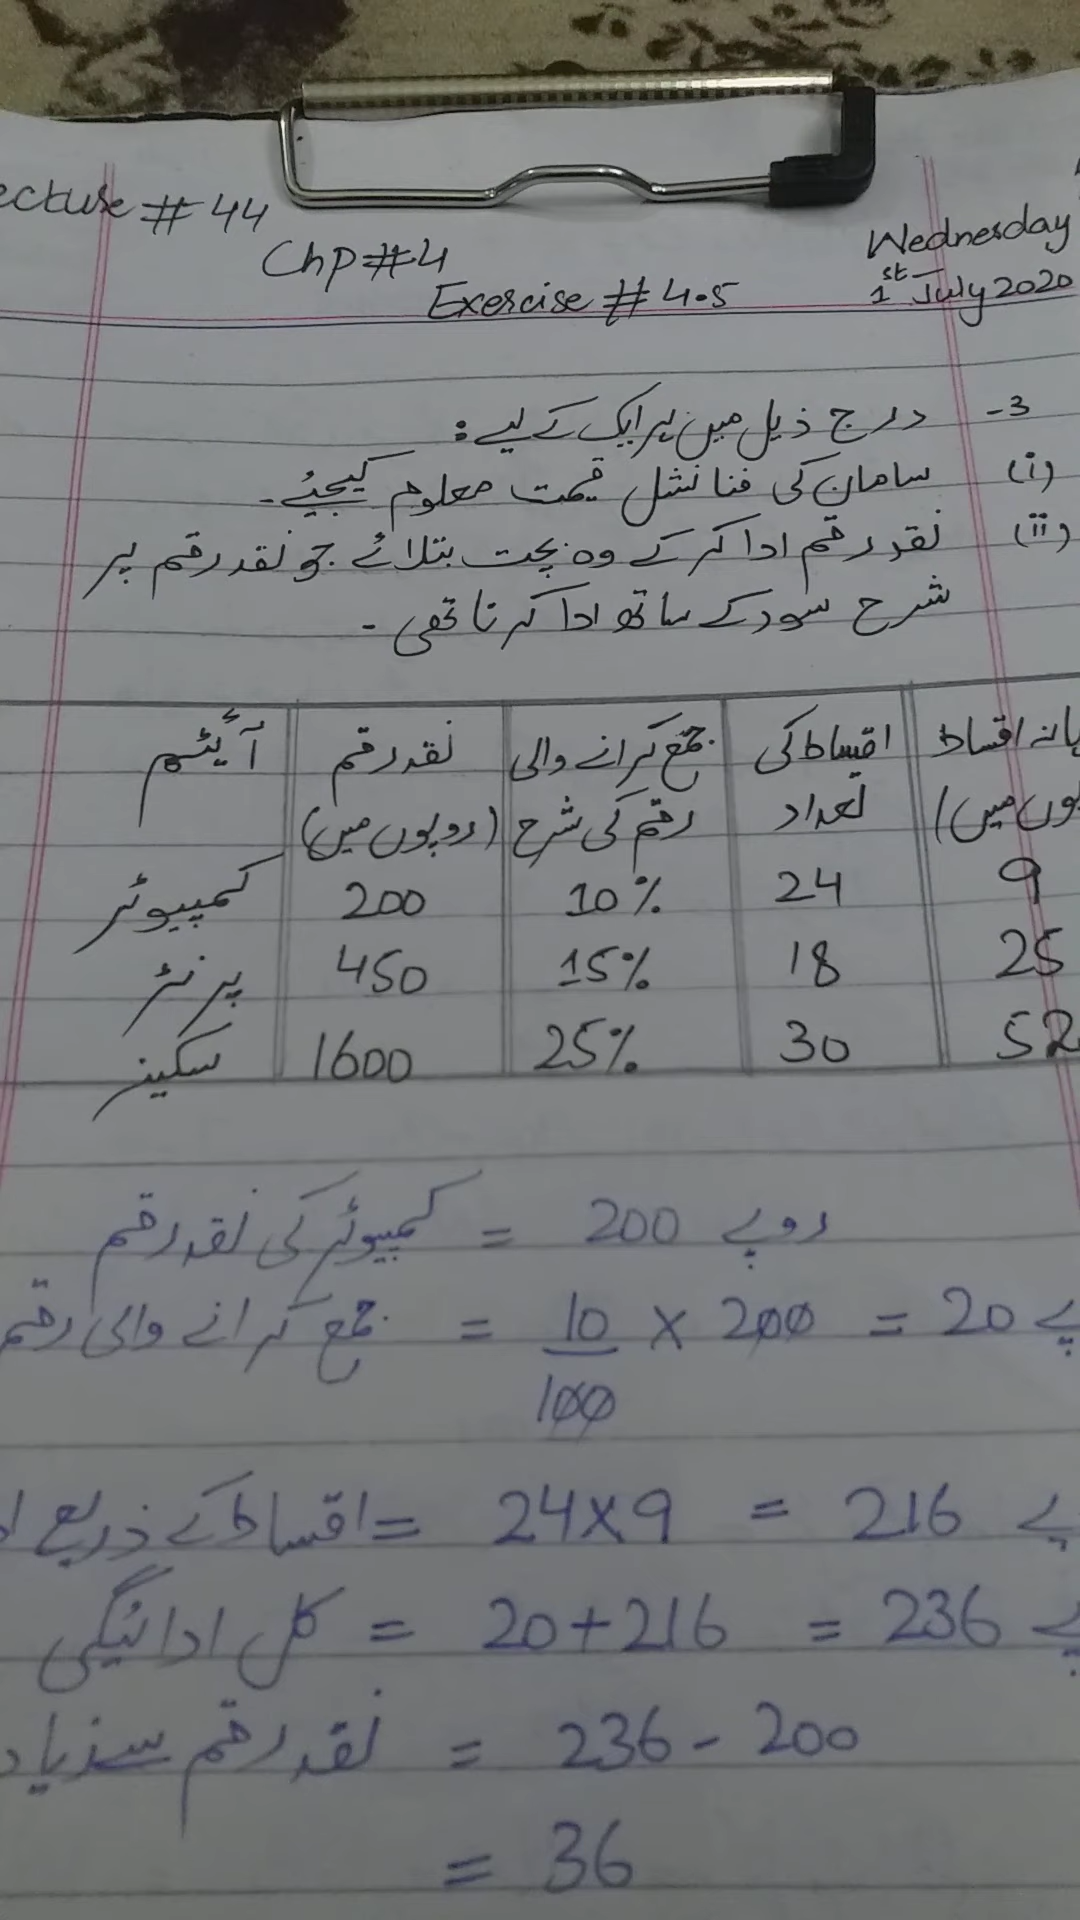 ecture # 44
Chp #4
Wednesday
Exercise # 4.5
1st July 2020
3- درج ذیل میں ہر ایک کے لیے:
(i) سامان کی فنانشل قیمت معلوم کیجیئے۔
(ii) نقد رقم ادا کر کے وہ بچت بتلائے جو نقد رقم پر
شرح سود کے ساتھ ادا کرنا تھی۔
آئیٹم نقد رقم جمع کرانے والی اقساط کی اقساط
(روپوں میں) رقم کی شرح تعداد میں)
کمپیوٹر 200 10% 24 9
پرنٹر 450 15% 18 25
سکینر 1600 25% 30 52
کمپیوٹر کی نقد رقم = 200 روپے
جمع کرانے والی رقم = 10/100 × 200 = 20
اقساط کے ذریعے = 24×9 = 216
کل ادائیگی = 20+216 = 236
نقد رقم سے = 236 - 200
= 36